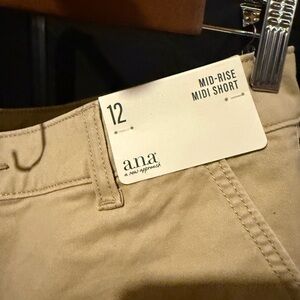 12
MID-RISE
MIDI SHORT
a.n.a
a new approach